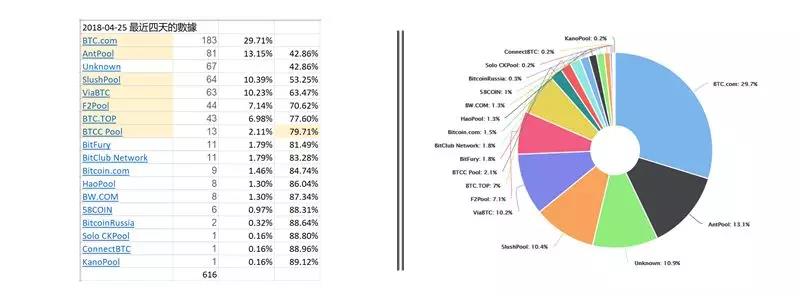 2018-04-25 最近四天的數據
BTC.com 183 29.71%
AntPool 81 13.15% 42.86%
Unknown 67 42.86%
SlushPool 64 10.39% 53.25%
ViaBTC 63 10.23% 63.47%
F2Pool 44 7.14% 70.62%
BTC.TOP 43 6.98% 77.60%
BTCC Pool 13 2.11% 79.71%
BitFury 11 1.79% 81.49%
BitClub Network 11 1.79% 83.28%
Bitcoin.com 9 1.46% 84.74%
HaoPool 8 1.30% 86.04%
BW.COM 8 1.30% 87.34%
58COIN 6 0.97% 88.31%
BitcoinRussia 2 0.32% 88.64%
Solo CKPool 1 0.16% 88.80%
ConnectBTC 1 0.16% 88.96%
KanoPool 1 0.16% 89.12%
616
KanoPool: 0.2%
ConnectBTC: 0.2%
Solo CKPool: 0.2%
BitcoinRussia: 0.3%
58COIN: 1%
BW.COM: 1.3%
HaoPool: 1.3%
Bitcoin.com: 1.5%
BitClub Network: 1.8%
BitFury: 1.8%
BTCC Pool: 2.1%
BTC.TOP: 7%
F2Pool: 7.1%
ViaBTC: 10.2%
SlushPool: 10.4%
Unknown: 10.9%
AntPool: 13.1%
BTC.com: 29.7%